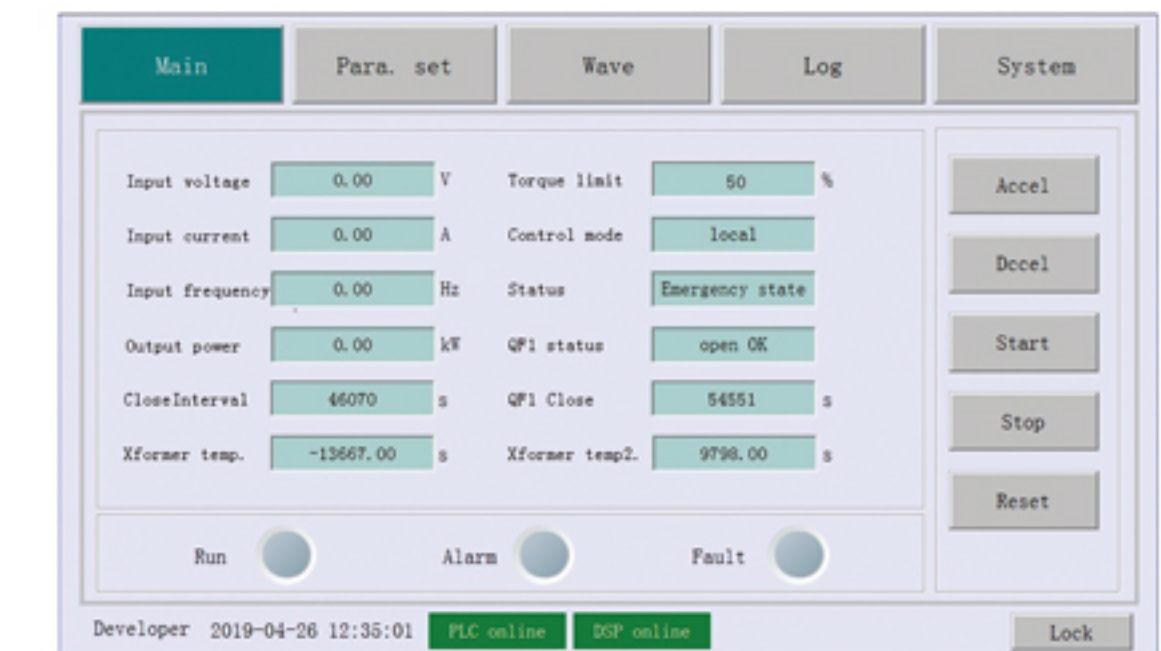 Main Para. set Wave Log System
Input voltage 0.00 V Torque limit 50 % Accel
Input current 0.00 A Control mode local
Dccel
Input frequency 0.00 Hz Status Emergency state
Output power 0.00 kW QF1 status open OK Start
CloseInterval 46070 s QF1 Close 54551 s
Stop
Xformer temp. -13667.00 s Xformer temp2. 9798.00 s
Reset
Run Alarm Fault
Developer 2019-04-26 12:35:01 PLC online DSP online Lock